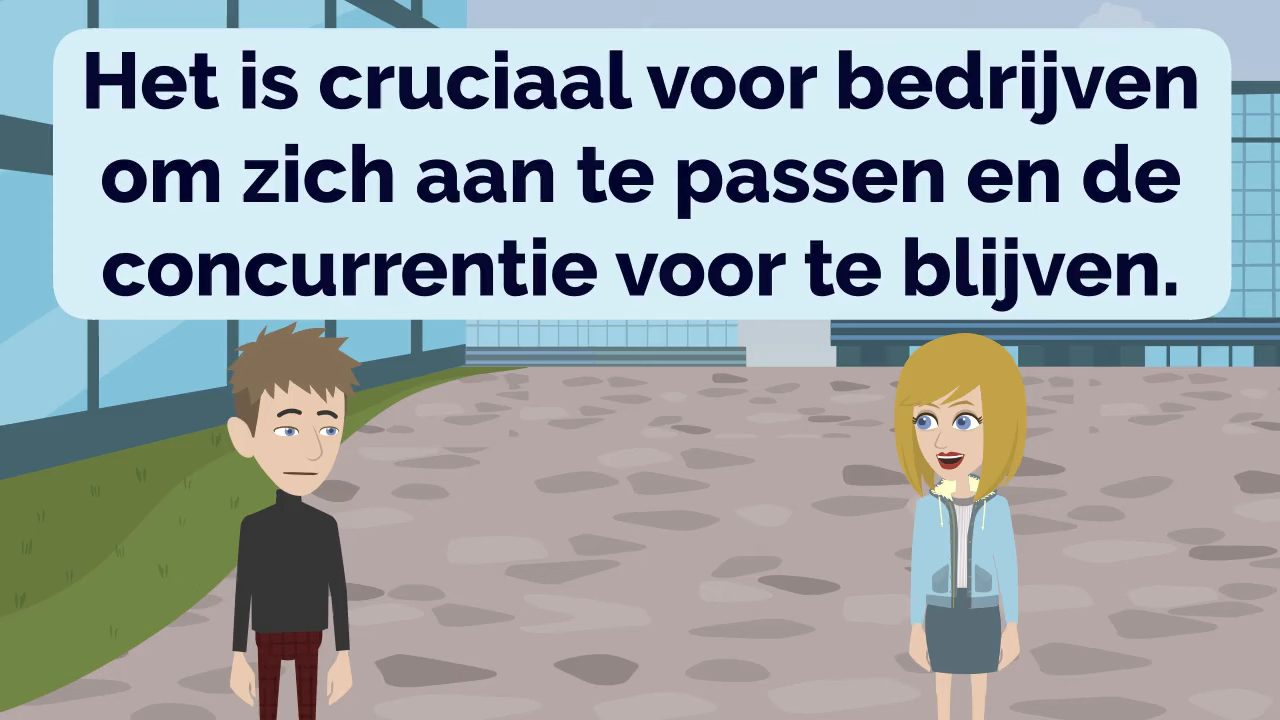 Het is cruciaal voor bedrijven
om zich aan te passen en de
concurrentie voor te blijven.